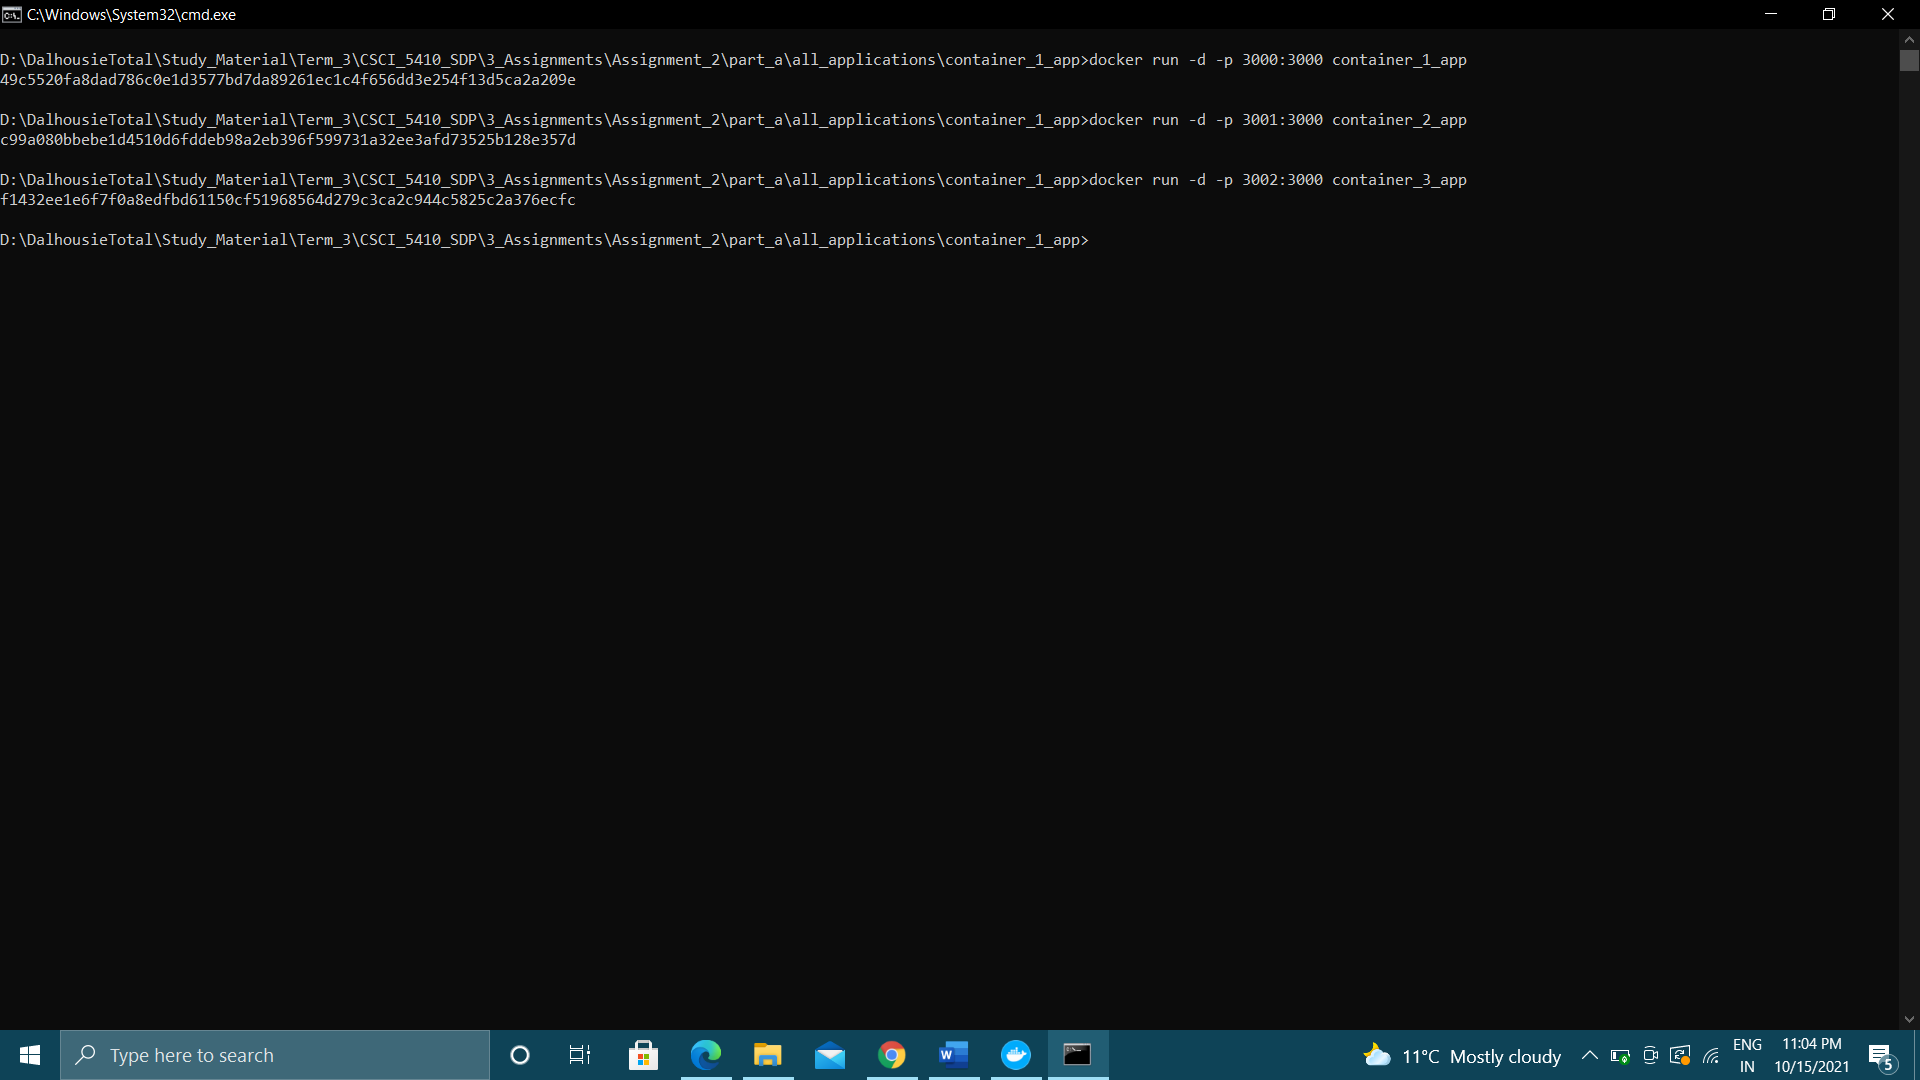 C:\Windows\System32\cmd.exe
D:\DalhousieTotal\Study_Material\Term_3\CSCI_5410_SDP\3_Assignments\Assignment_2\part_a\all_applications\container_1_app>docker run -d -p 3000:3000 container_1_app
49c5520fa8dad786c0e1d3577bd7da89261ec1c4f656dd3e254f13d5ca2a209e
D:\DalhousieTotal\Study_Material\Term_3\CSCI_5410_SDP\3_Assignments\Assignment_2\part_a\all_applications\container_1_app>docker run -d -p 3001:3000 container_2_app
c99a080bbebe1d4510d6fddeb98a2eb396f599731a32ee3afd73525b128e357d
D:\DalhousieTotal\Study_Material\Term_3\CSCI_5410_SDP\3_Assignments\Assignment_2\part_a\all_applications\container_1_app>docker run -d -p 3002:3000 container_3_app
f1432ee1e6f7f0a8edfbd61150cf51968564d279c3ca2c944c5825c2a376ecfc
D:\DalhousieTotal\Study_Material\Term_3\CSCI_5410_SDP\3_Assignments\Assignment_2\part_a\all_applications\container_1_app>
Type here to search
11°C Mostly cloudy
ENG
IN
11:04 PM
10/15/2021
5